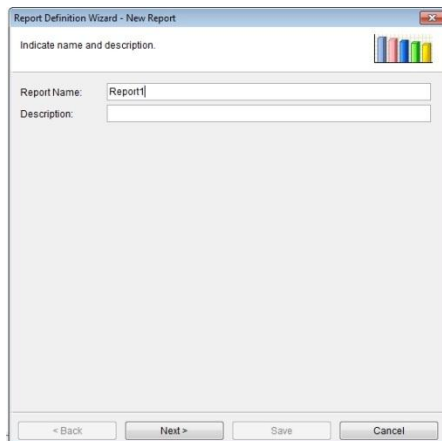 Report Definition Wizard - New Report
Indicate name and description.
Report Name: Report1
Description:
< Back Next > Save Cancel